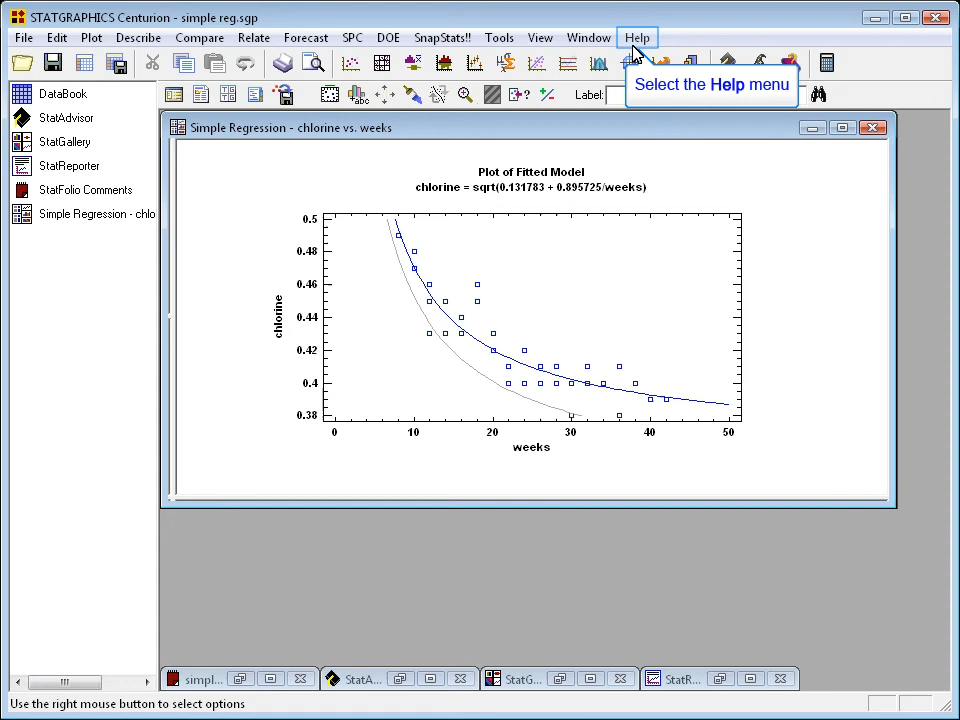 STATGRAPHICS Centurion - simple reg.sgp
File Edit Plot Describe Compare Relate Forecast SPC DOE SnapStats!! Tools View Window Help
Select the Help menu
Label:
DataBook
StatAdvisor
StatGallery
StatReporter
StatFolio Comments
Simple Regression - chlo
Simple Regression - chlorine vs. weeks
Plot of Fitted Model
chlorine = sqrt(0.131783 + 0.895725/weeks)
0.5
0.48
0.46
0.44
0.42
0.4
0.38
chlorine
0 10 20 30 40 50
weeks
simpl... StatA... StatG... StatR...
Use the right mouse button to select options